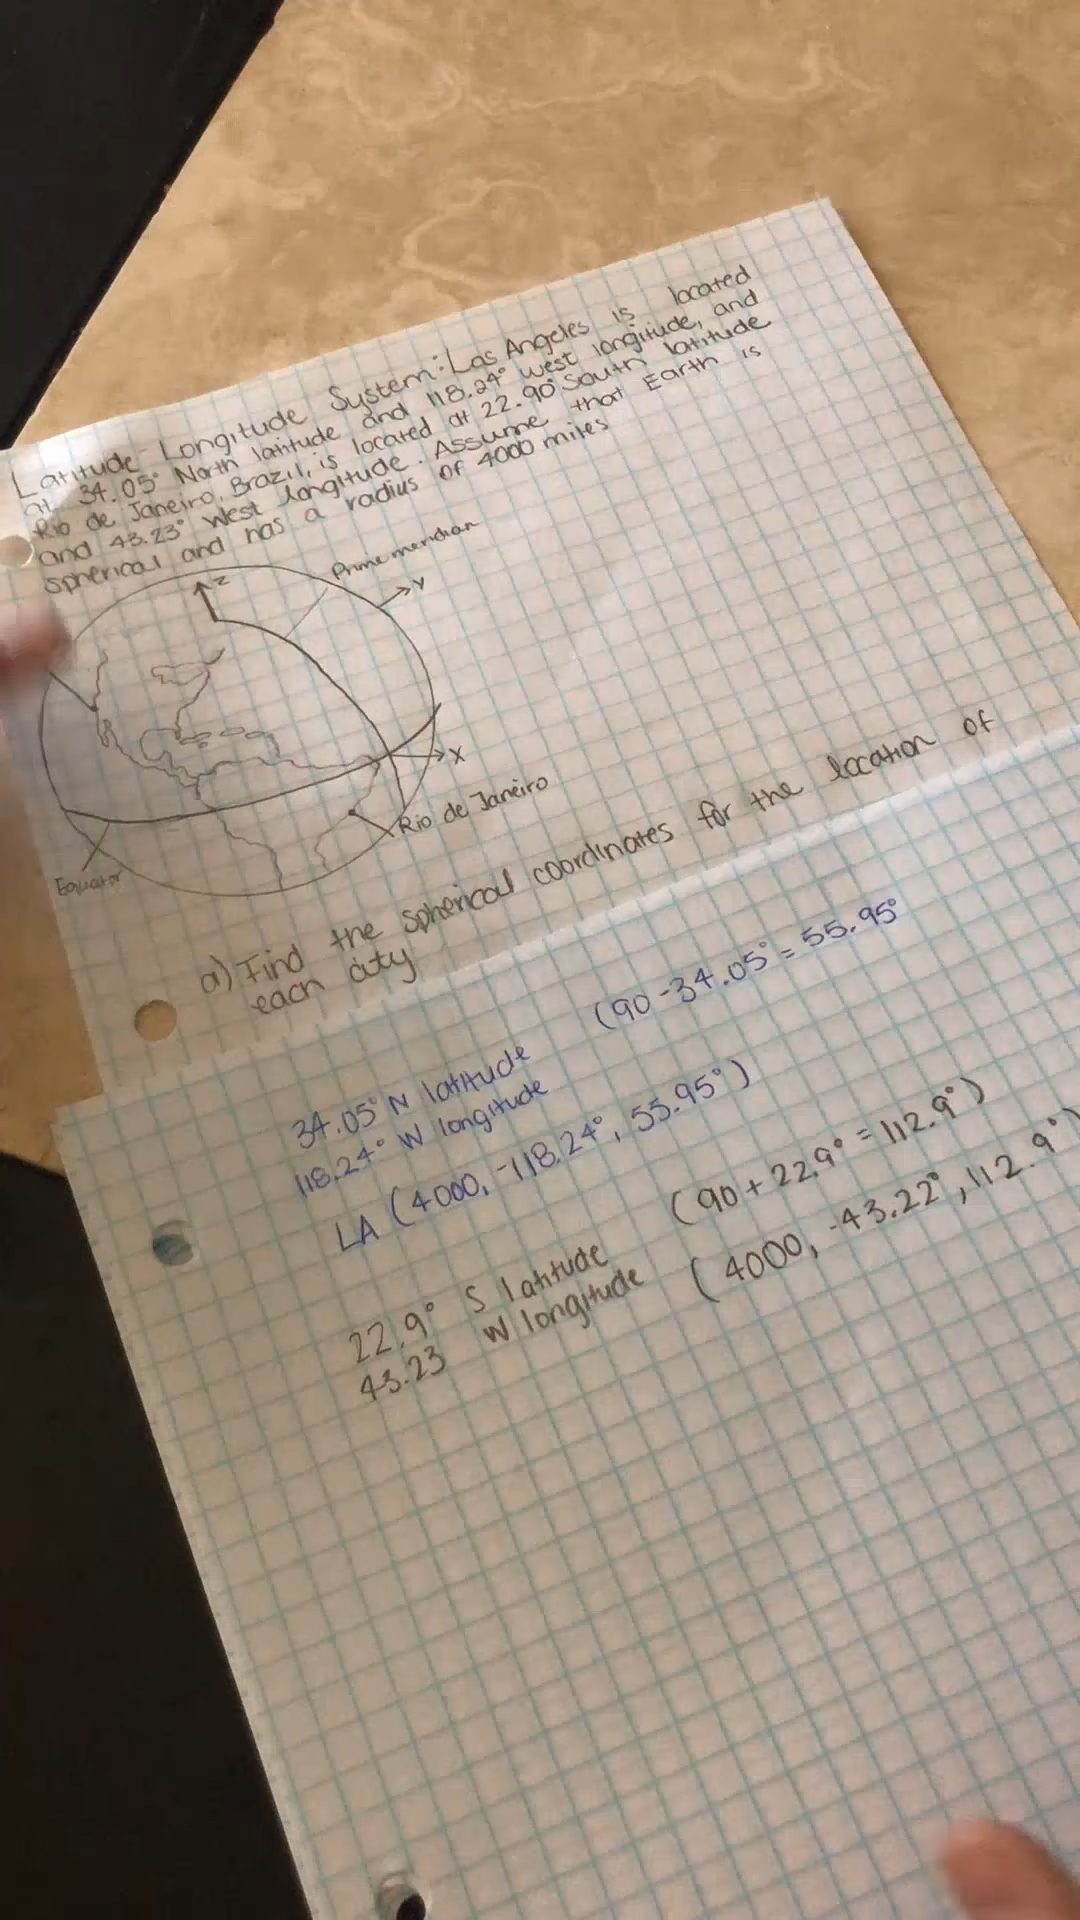 Latitude-Longitude System: Los Angeles is located
at 34.05° North latitude and 118.24° west longitude, and
Rio de Janeiro, Brazil, is located at 22.90° South latitude
and 43.23° west longitude. Assume that Earth is
spherical and has a radius of 4000 miles
Prime meridian
Z
Y
X
Rio de Janeiro
Equator
a) Find the spherical coordinates for the location of
each city
34.05° N latitude (90 - 34.05° = 55.95°
118.24° W longitude
LA (4000, -118.24°, 55.95°)
22.9° S latitude (90 + 22.9° = 112.9°)
43.23 W longitude (4000, -43.22°, 112.9°)